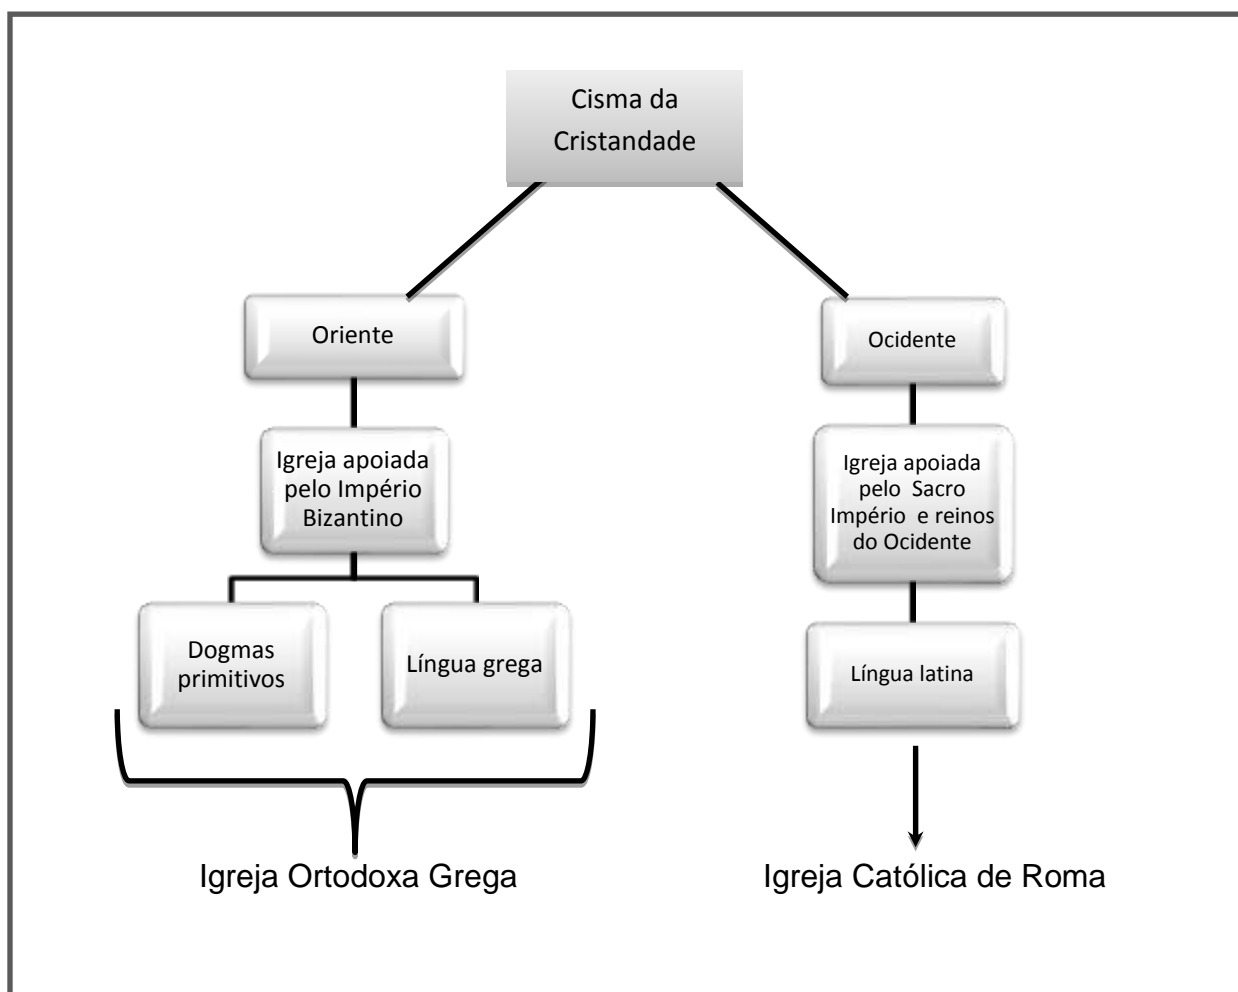 Cisma da
Cristandade
Oriente
Ocidente
Igreja apoiada
pelo Império
Bizantino
Igreja apoiada
pelo Sacro
Império e reinos
do Ocidente
Dogmas
primitivos
Língua grega
Língua latina
Igreja Ortodoxa Grega
Igreja Católica de Roma